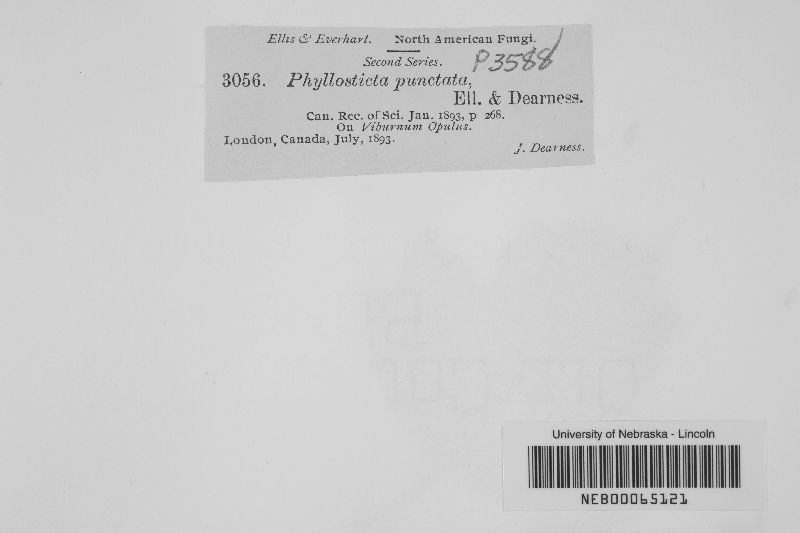 Ellis & Everhart. North American Fungi.
Second Series.
P3588
3056. Phyllosticta punctata,
Ell. & Dearness.
Can. Rec. of Sci. Jan. 1893, p 268.
On Viburnum Opulus.
London, Canada, July, 1893.
J. Dearness.
University of Nebraska - Lincoln
NEB00065121